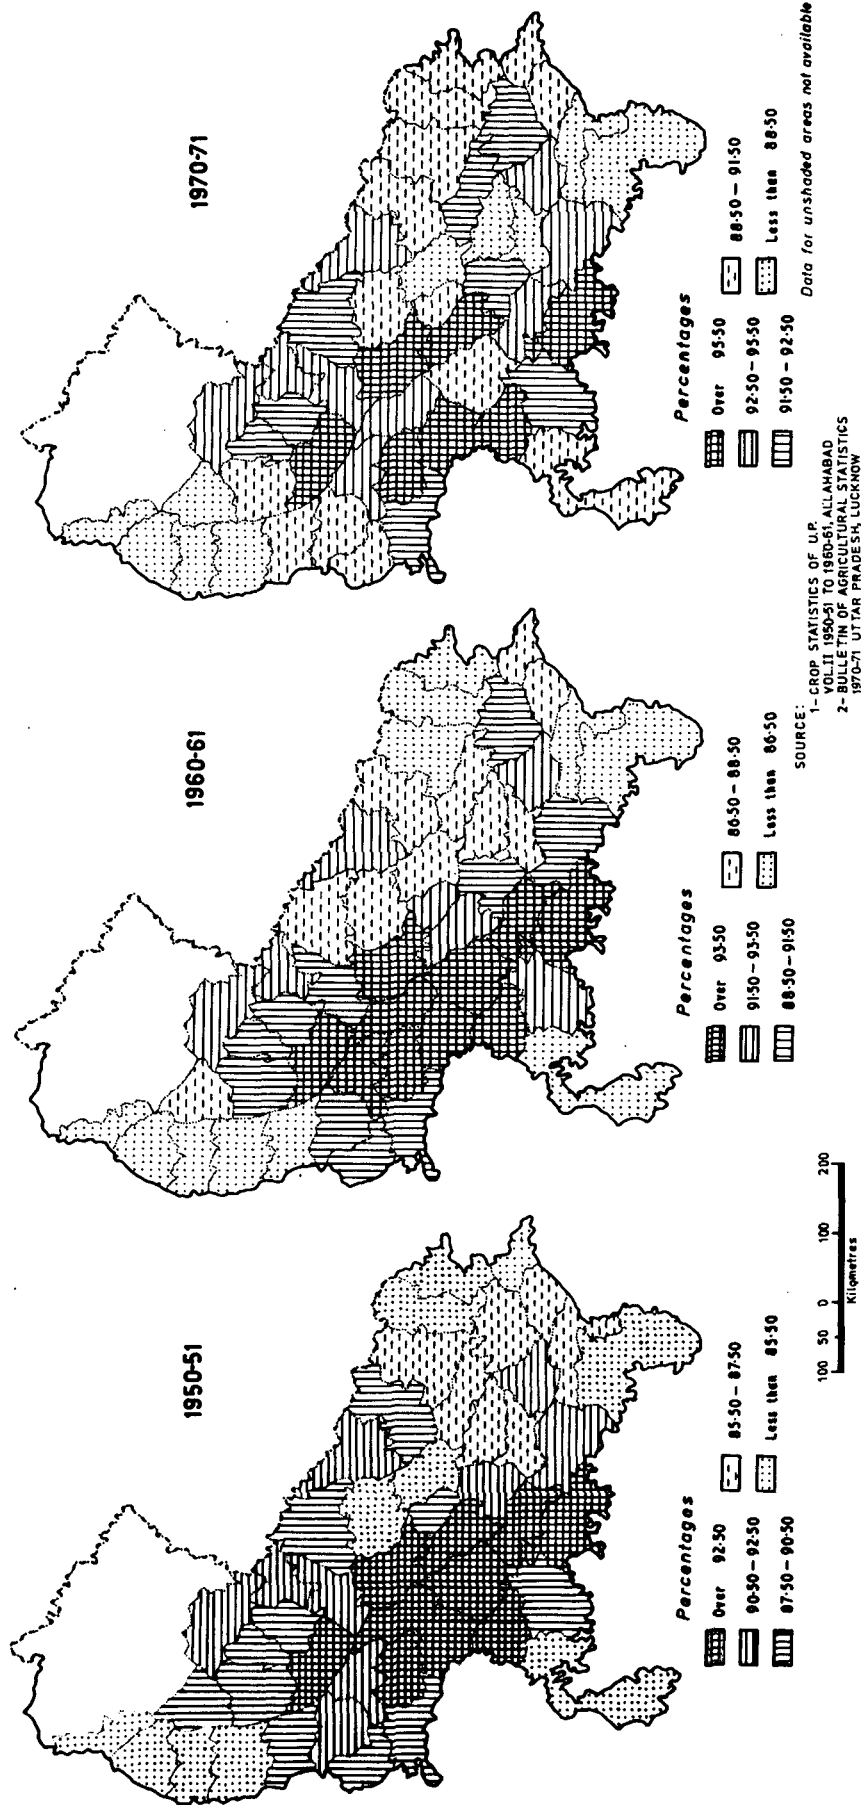 1950-51
Percentages
Over 92·50
90·50 – 92·50
87·50 – 90·50
85·50 – 87·50
Less then 85·50
100 50 0 100 200
Kilometres
1960-61
Percentages
Over 93·50
91·50 – 93·50
88·50 – 91·50
86·50 – 88·50
Less then 86·50
SOURCE:
1- CROP STATISTICS OF U.P.
VOL.II 1950-51 TO 1960-61, ALLAHABAD
2- BULLETIN OF AGRICULTURAL STATISTICS
1970-71 UTTAR PRADESH, LUCKNOW
1970-71
Percentages
Over 95·50
92·50 – 95·50
91·50 – 92·50
88·50 – 91·50
Less then 88·50
Data for unshaded areas not available